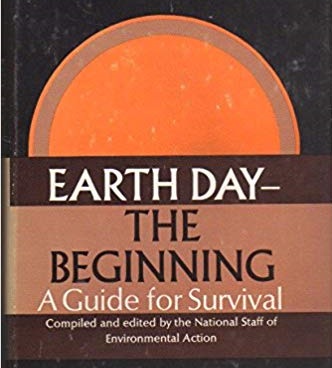 EARTH DAY–
THE
BEGINNING
A Guide for Survival
Compiled and edited by the National Staff of
Environmental Action